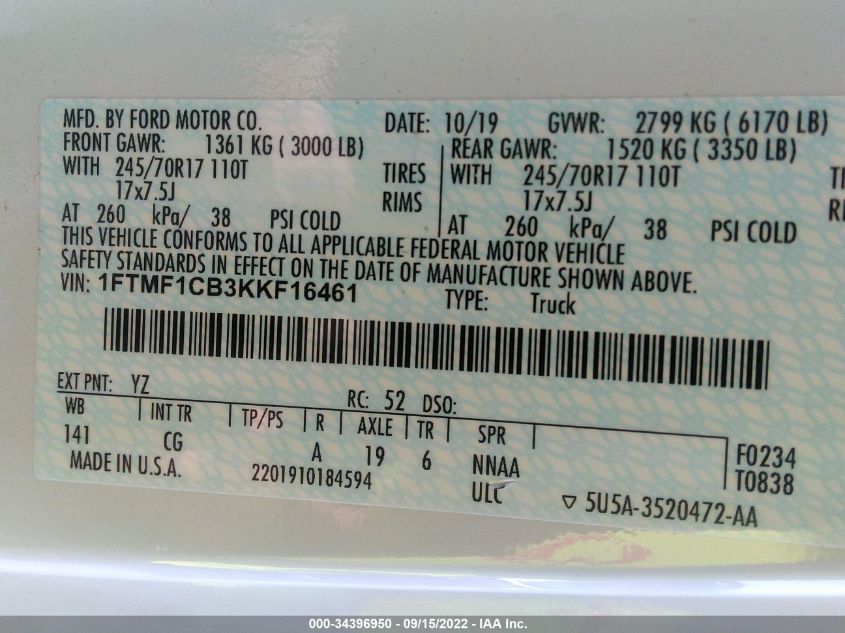 MFD. BY FORD MOTOR CO. DATE: 10/19 GVWR: 2799 KG ( 6170 LB)
FRONT GAWR: 1361 KG ( 3000 LB) REAR GAWR: 1520 KG ( 3350 LB)
WITH 245/70R17 110T TIRES WITH 245/70R17 110T
17x7.5J RIMS 17x7.5J
AT 260 kPa/ 38 PSI COLD AT 260 kPa/ 38 PSI COLD
THIS VEHICLE CONFORMS TO ALL APPLICABLE FEDERAL MOTOR VEHICLE
SAFETY STANDARDS IN EFFECT ON THE DATE OF MANUFACTURE SHOWN ABOVE.
VIN: 1FTMF1CB3KKF16461 TYPE: Truck
EXT PNT: YZ RC: 52 DSO:
WB INT TR TP/PS R AXLE TR SPR
141 CG A 19 6 NNAA F0234
MADE IN U.S.A. 2201910184594 ULC T0838
5U5A-3520472-AA
000-34396950 - 09/15/2022 - IAA Inc.